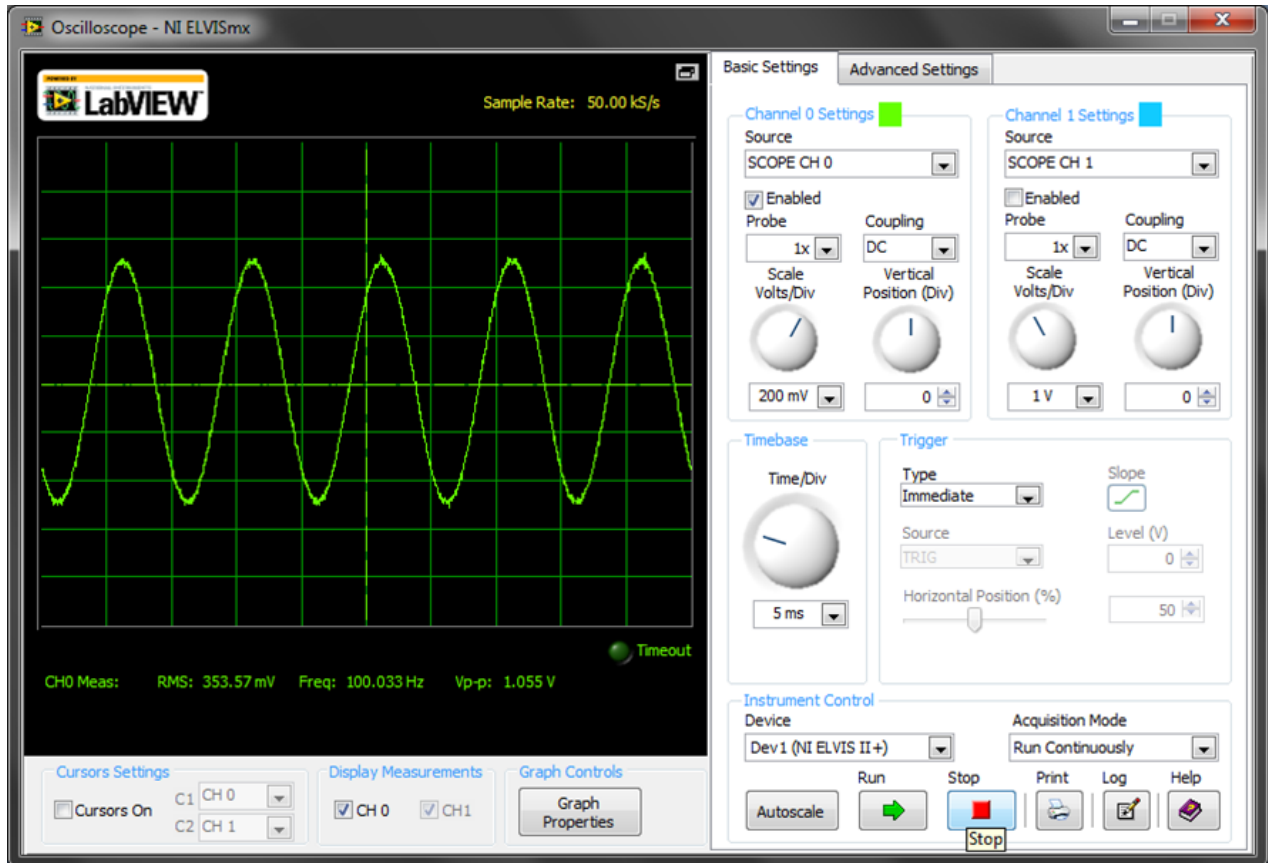 Oscilloscope - NI ELVISmx
LabVIEW
Sample Rate: 50.00 kS/s
Timeout
CH0 Meas: RMS: 353.57 mV Freq: 100.033 Hz Vp-p: 1.055 V
Cursors Settings
Cursors On
C1 CH 0
C2 CH 1
Display Measurements
CH 0 CH1
Graph Controls
Graph
Properties
Basic Settings Advanced Settings
Channel 0 Settings
Source
SCOPE CH 0
Enabled
Probe Coupling
1x DC
Scale Vertical
Volts/Div Position (Div)
200 mV 0
Channel 1 Settings
Source
SCOPE CH 1
Enabled
Probe Coupling
1x DC
Scale Vertical
Volts/Div Position (Div)
1 V 0
Timebase
Time/Div
5 ms
Trigger
Type Slope
Immediate
Source Level (V)
TRIG 0
Horizontal Position (%)
50
Instrument Control
Device Acquisition Mode
Dev1 (NI ELVIS II+) Run Continuously
Run Stop Print Log Help
Autoscale
Stop